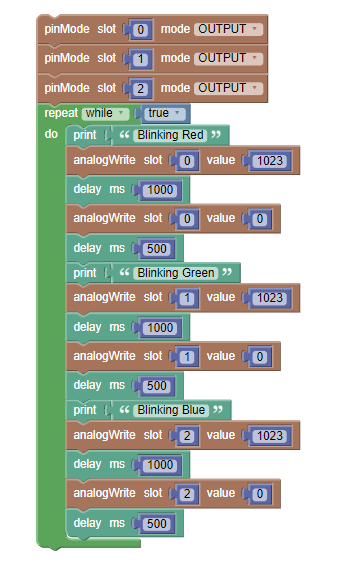 pinMode slot 0 mode OUTPUT
pinMode slot 1 mode OUTPUT
pinMode slot 2 mode OUTPUT
repeat while true
do print “ Blinking Red ”
analogWrite slot 0 value 1023
delay ms 1000
analogWrite slot 0 value 0
delay ms 500
print “ Blinking Green ”
analogWrite slot 1 value 1023
delay ms 1000
analogWrite slot 1 value 0
delay ms 500
print “ Blinking Blue ”
analogWrite slot 2 value 1023
delay ms 1000
analogWrite slot 2 value 0
delay ms 500